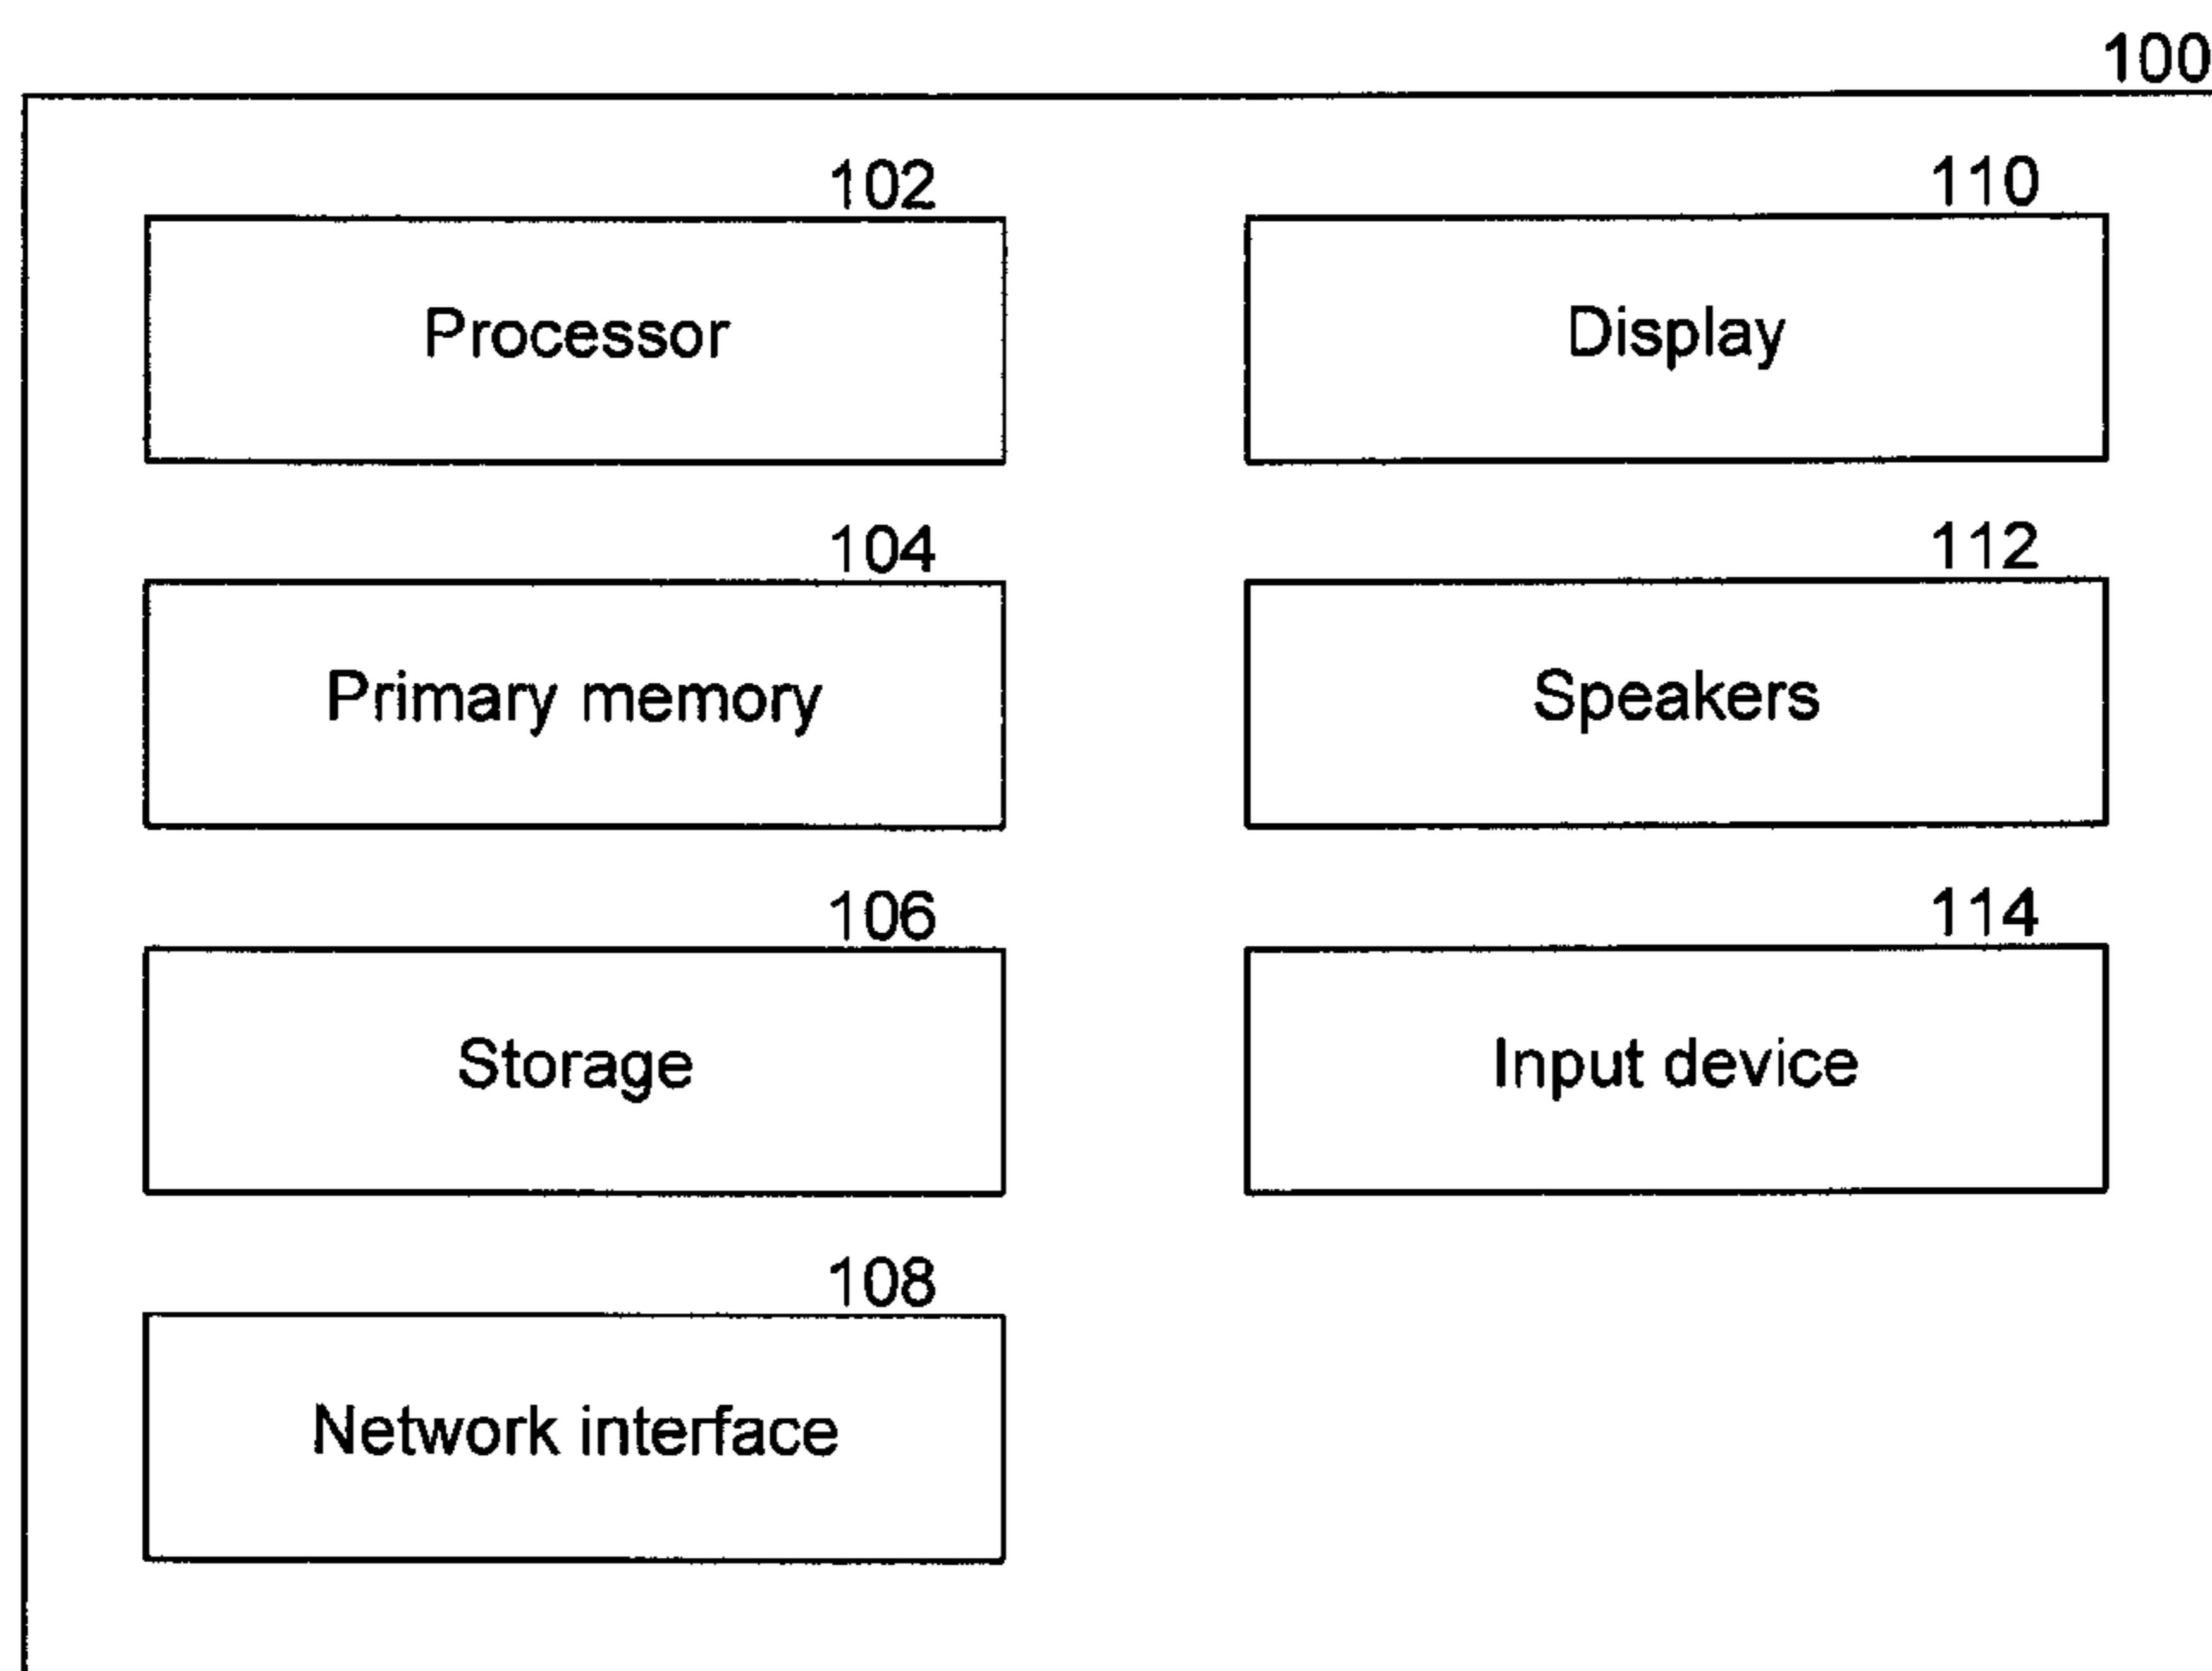 100
102
Processor
110
Display
104
Primary memory
112
Speakers
106
Storage
114
Input device
108
Network interface